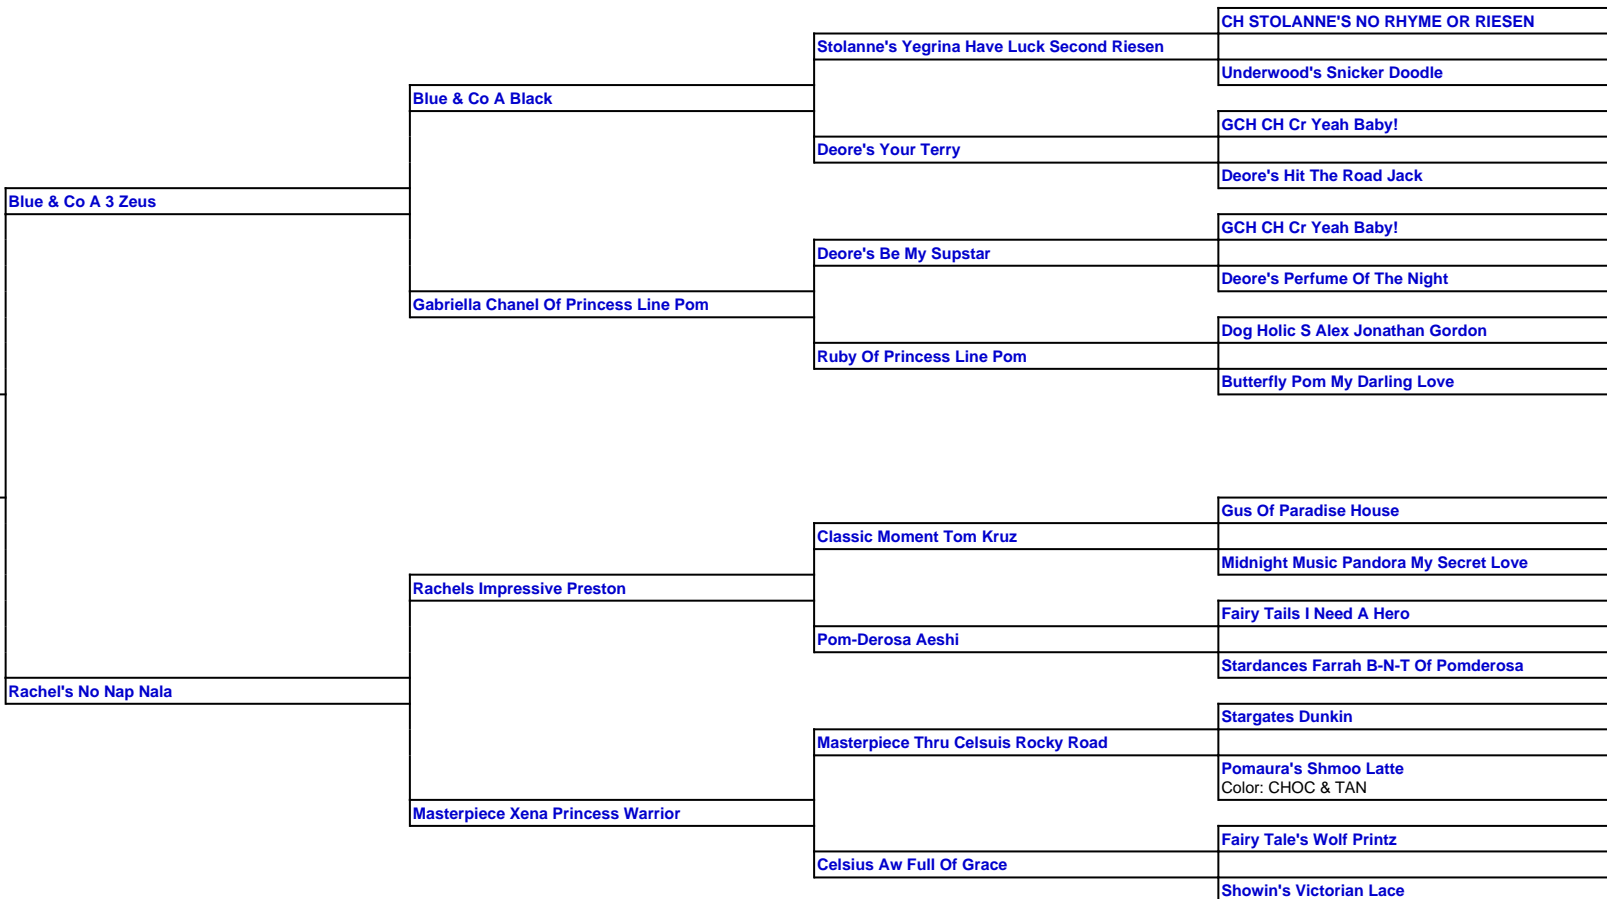 CH STOLANNE'S NO RHYME OR RIESEN
Stolanne's Yegrina Have Luck Second Riesen
Underwood's Snicker Doodle
Blue & Co A Black
GCH CH Cr Yeah Baby!
Deore's Your Terry
Deore's Hit The Road Jack
Blue & Co A 3 Zeus
GCH CH Cr Yeah Baby!
Deore's Be My Supstar
Deore's Perfume Of The Night
Gabriella Chanel Of Princess Line Pom
Dog Holic S Alex Jonathan Gordon
Ruby Of Princess Line Pom
Butterfly Pom My Darling Love
Gus Of Paradise House
Classic Moment Tom Kruz
Midnight Music Pandora My Secret Love
Rachels Impressive Preston
Fairy Tails I Need A Hero
Pom-Derosa Aeshi
Stardances Farrah B-N-T Of Pomderosa
Rachel's No Nap Nala
Stargates Dunkin
Masterpiece Thru Celsuis Rocky Road
Pomaura's Shmoo Latte
Color: CHOC & TAN
Masterpiece Xena Princess Warrior
Fairy Tale's Wolf Printz
Celsius Aw Full Of Grace
Showin's Victorian Lace